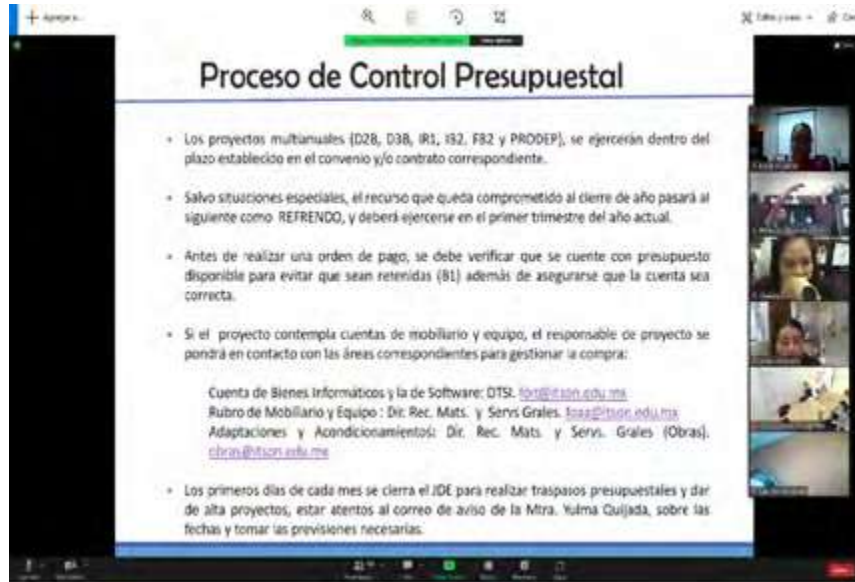 Proceso de Control Presupuestal
Los proyectos multianuales (D2B, D3B, IR1, IB2, FB2 y PRODEP), se ejercerán dentro del
plazo establecido en el convenio y/o contrato correspondiente.
Salvo situaciones especiales, el recurso que queda comprometido al cierre de año pasará al
siguiente como REFRENDO, y deberá ejercerse en el primer trimestre del año actual.
Antes de realizar una orden de pago, se debe verificar que se cuente con presupuesto
disponible para evitar que sean retenidas (B1) además de asegurarse que la cuenta sea
correcta.
Si el proyecto contempla cuentas de mobiliario y equipo, el responsable de proyecto se
pondrá en contacto con las áreas correspondientes para gestionar la compra:
Cuenta de Bienes Informáticos y la de Software: DTSI.
Rubro de Mobiliario y Equipo : Dir. Rec. Mats. y Servs Grales.
Adaptaciones y Acondicionamientos: Dir. Rec. Mats. y Servs. Grales (Obras).
obras@itson.edu.mx
Los primeros días de cada mes se cierra el JDE para realizar traspasos presupuestales y dar
de alta proyectos, estar atentos al correo de aviso de la Mtra. Yulma Quijada, sobre las
fechas y tomar las previsiones necesarias.